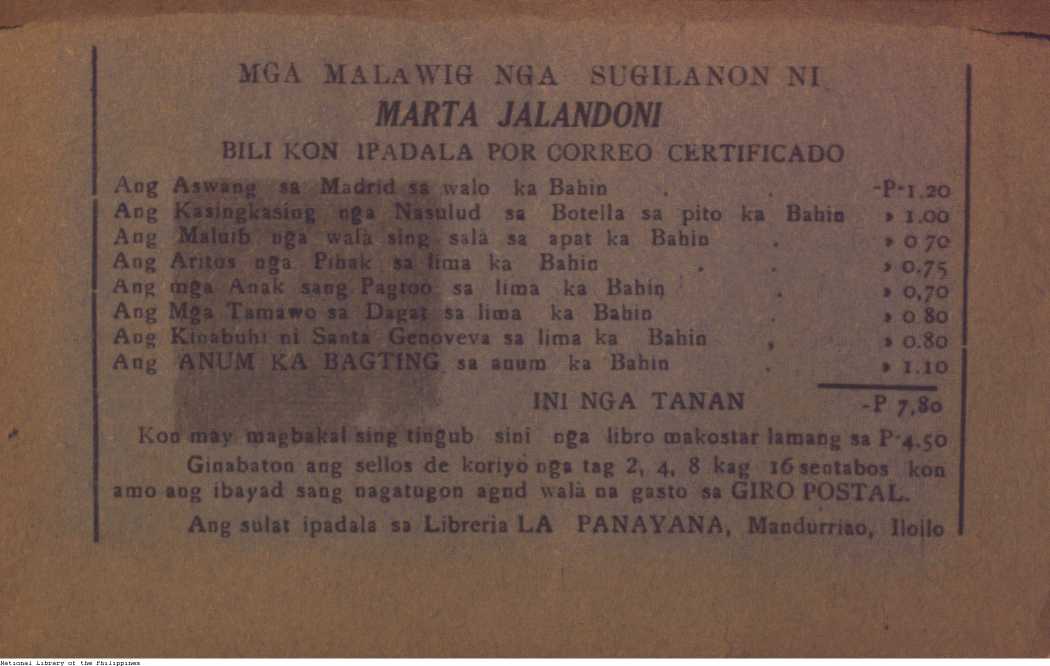 MGA MALAWIG NGA SUGILANON NI
MARTA JALANDONI
BILI KON IPADALA POR CORREO CERTIFICADO
Ang Aswang sa Madrid sa walo ka Bahin . . -P-1.20
Ang Kasingkasing nga Nasulud sa Botella sa pito ka Bahin » 1.00
Ang Maluib nga walà sing salà sa apat ka Bahin . » 0 70
Ang Aritos nga Pihak sa lima ka Bahin . . » 0.75
Ang mga Anak sang Pagtoo sa lima ka Bahin . » 0,70
Ang Mga Tamawo sa Dagat sa lima ka Bahin . » 0 80
Ang Kinabuhi ni Santa Genoveva sa lima ka Bahin , » 0.80
Ang ANUM KA BAGTING sa anum ka Bahin . » 1.10
INI NGA TANAN -P 7,80
Kon may magbakal sing tingub sini nga libro makostar lamang sa P-4.50
Ginabaton ang sellos de koriyo nga tag 2, 4, 8 kag 16 sentabos kon
amo ang ibayad sang nagatugon agud walà na gasto sa GIRO POSTAL.
Ang sulat ipadala sa Libreria LA PANAYANA, Mandurriao, Iloilo
National Library of the Philippines